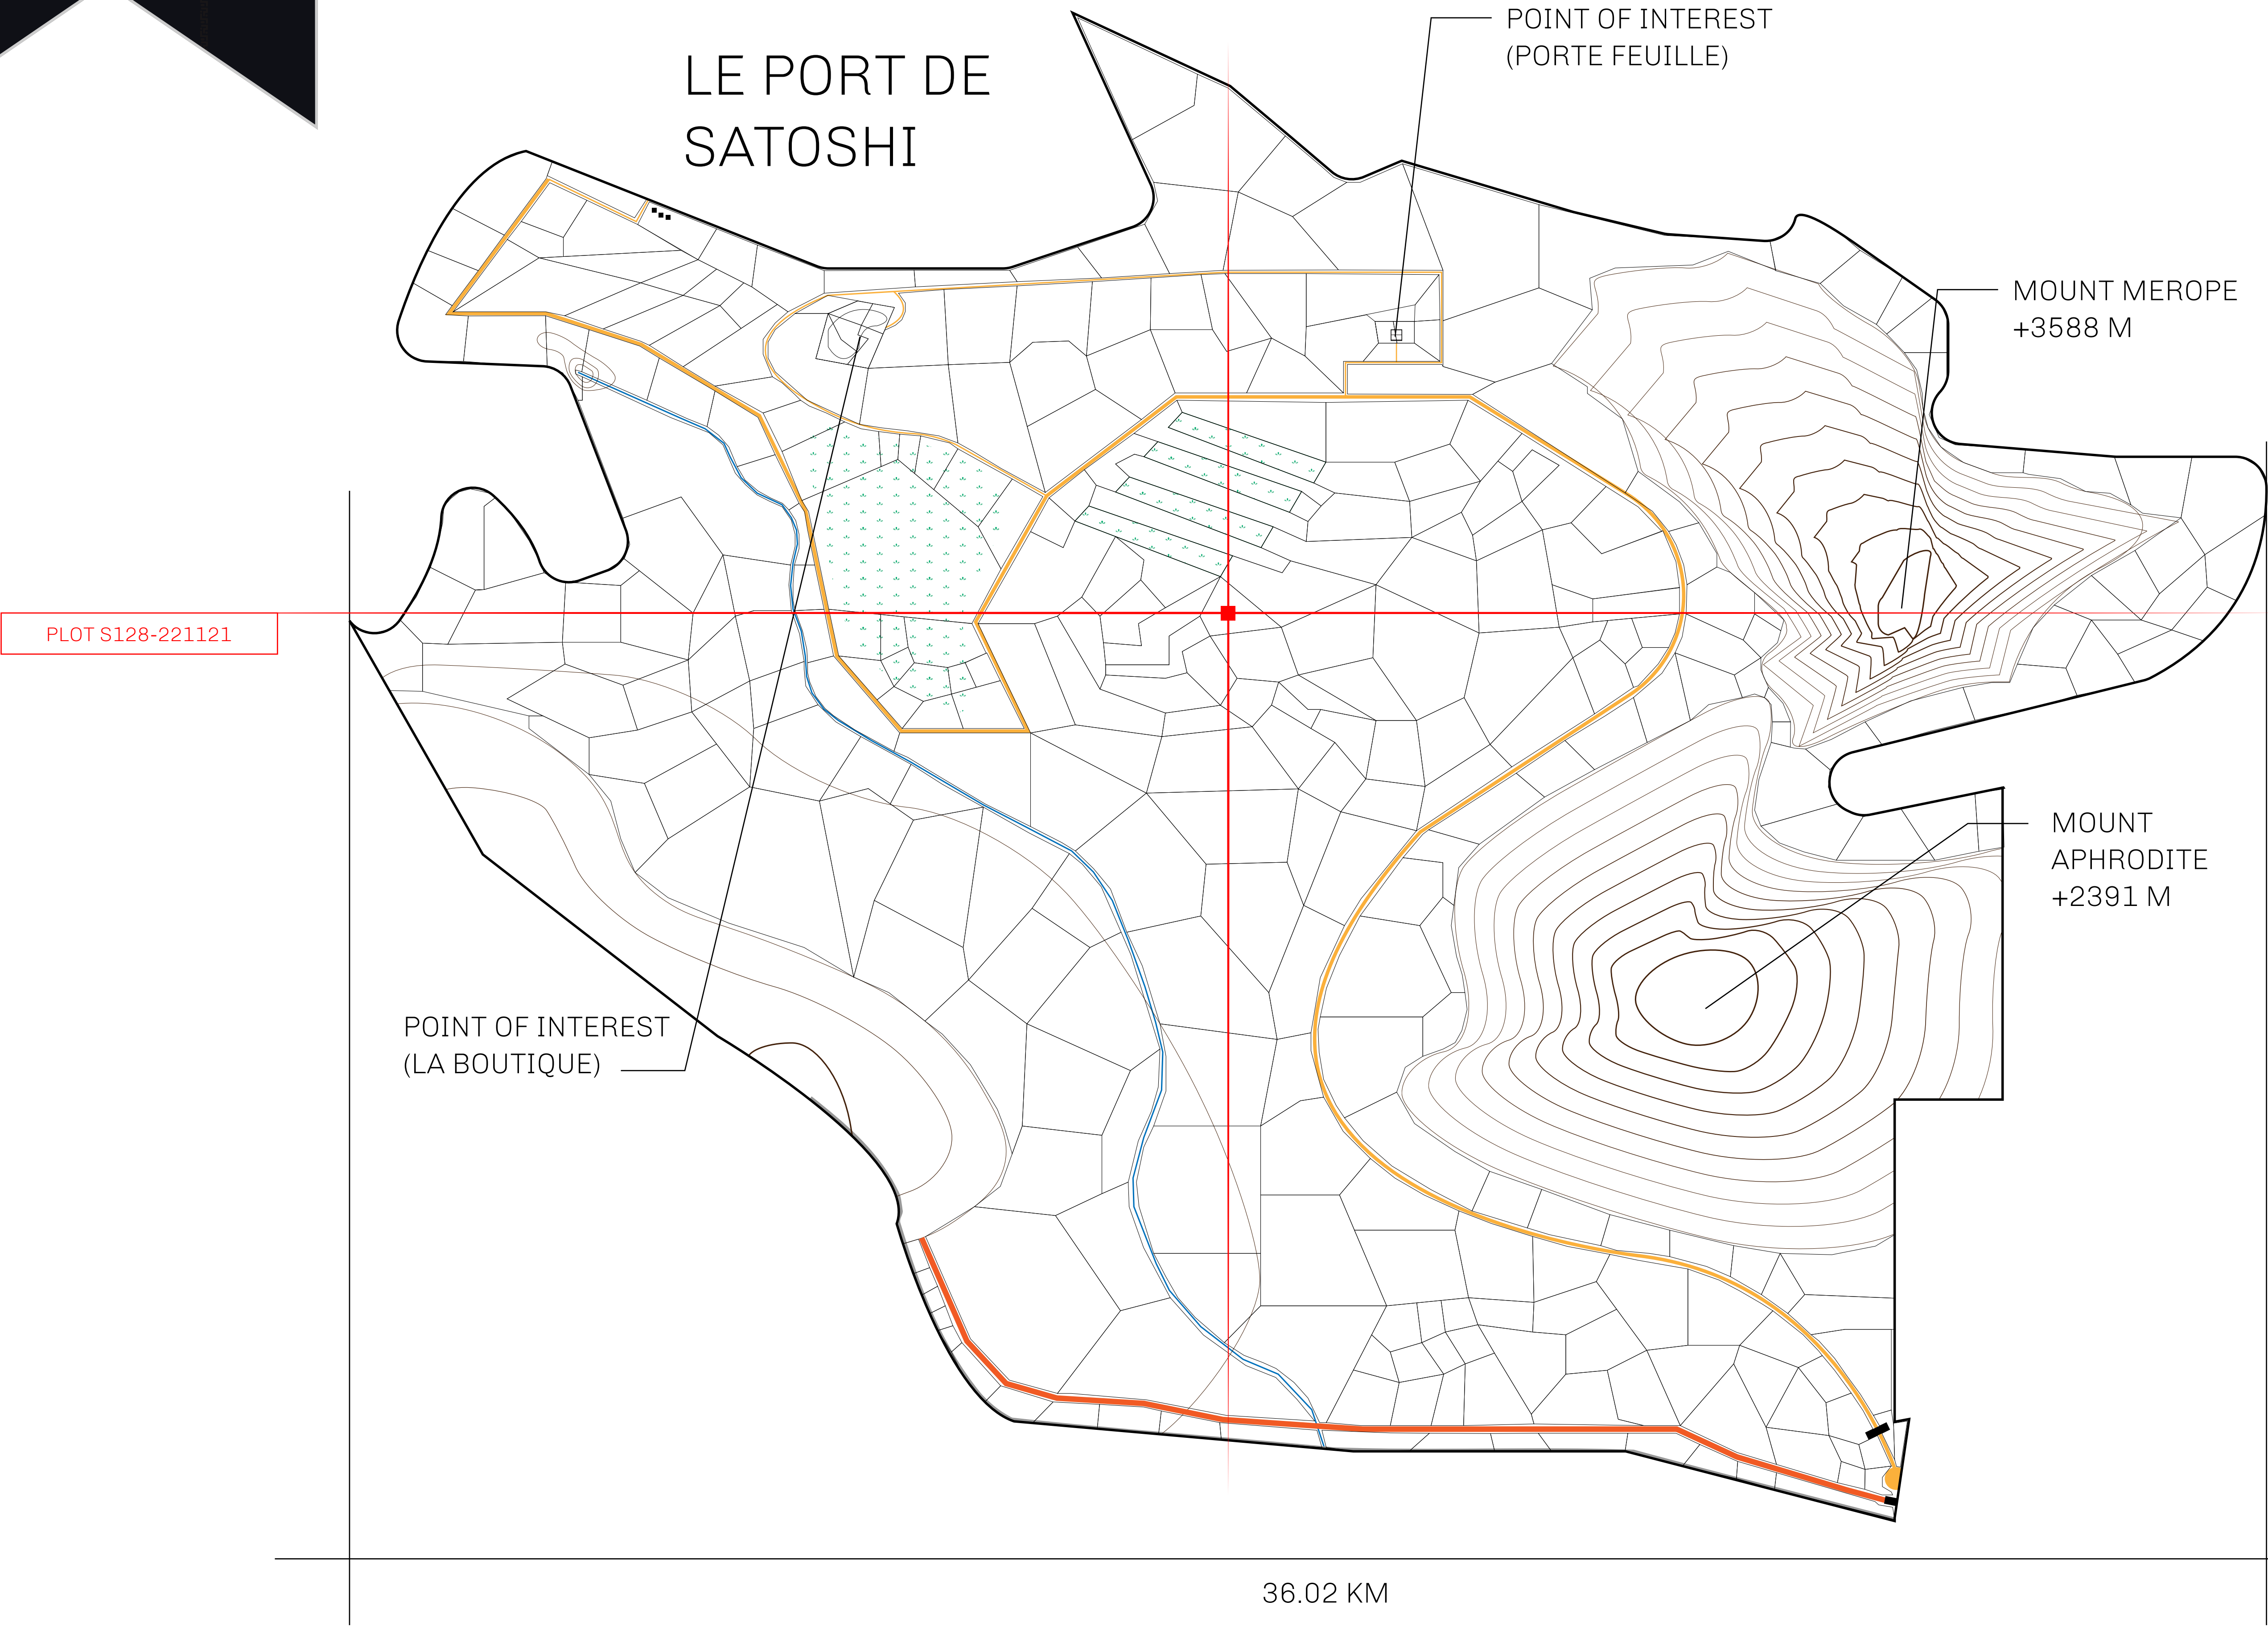 LE PORT DE
SATOSHI
POINT OF INTEREST
(PORTE FEUILLE)
MOUNT MEROPE
+3588 M
PLOT S128-221121
MOUNT
APHRODITE
+2391 M
POINT OF INTEREST
(LA BOUTIQUE)
36.02 KM